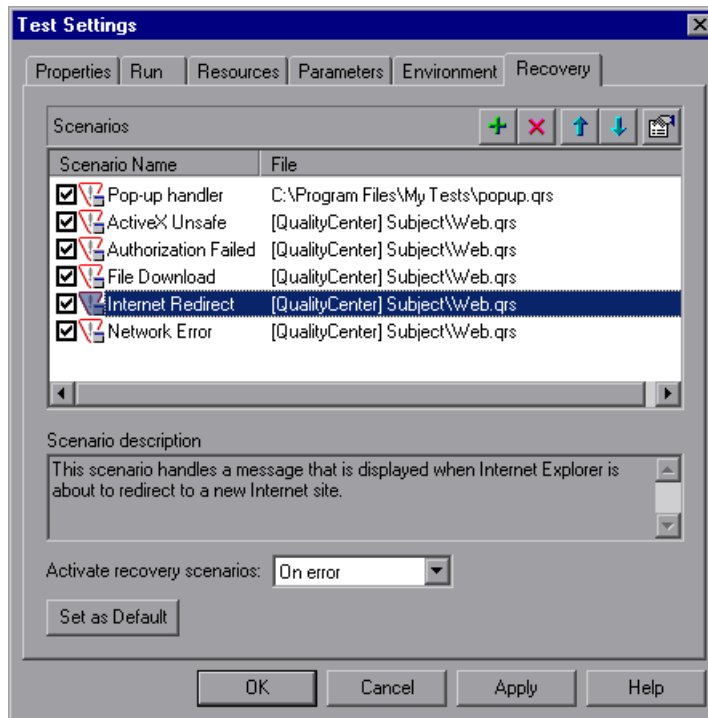 Test Settings
Properties Run Resources Parameters Environment Recovery
Scenarios
Scenario Name File
Pop-up handler C:\Program Files\My Tests\popup.qrs
ActiveX Unsafe [QualityCenter] Subject\Web.qrs
Authorization Failed [QualityCenter] Subject\Web.qrs
File Download [QualityCenter] Subject\Web.qrs
Internet Redirect [QualityCenter] Subject\Web.qrs
Network Error [QualityCenter] Subject\Web.qrs
Scenario description
This scenario handles a message that is displayed when Internet Explorer is
about to redirect to a new Internet site.
Activate recovery scenarios: On error
Set as Default
OK Cancel Apply Help